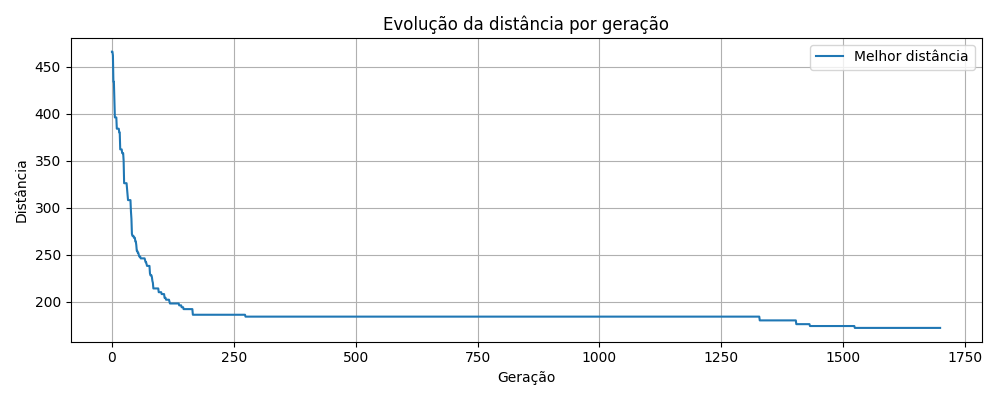 Evolução da distância por geração
Melhor distância
Distância
450
400
350
300
250
200
0 250 500 750 1000 1250 1500 1750
Geração